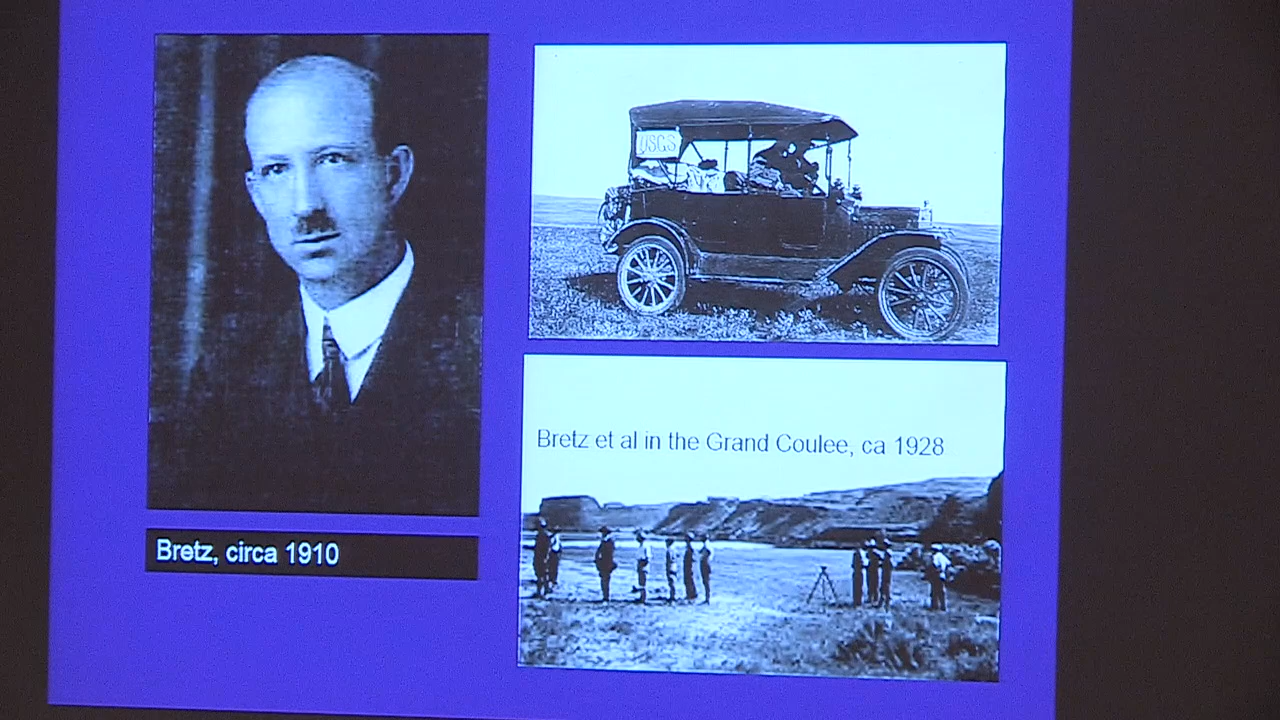 USGS
Bretz et al in the Grand Coulee, ca 1928
Bretz, circa 1910